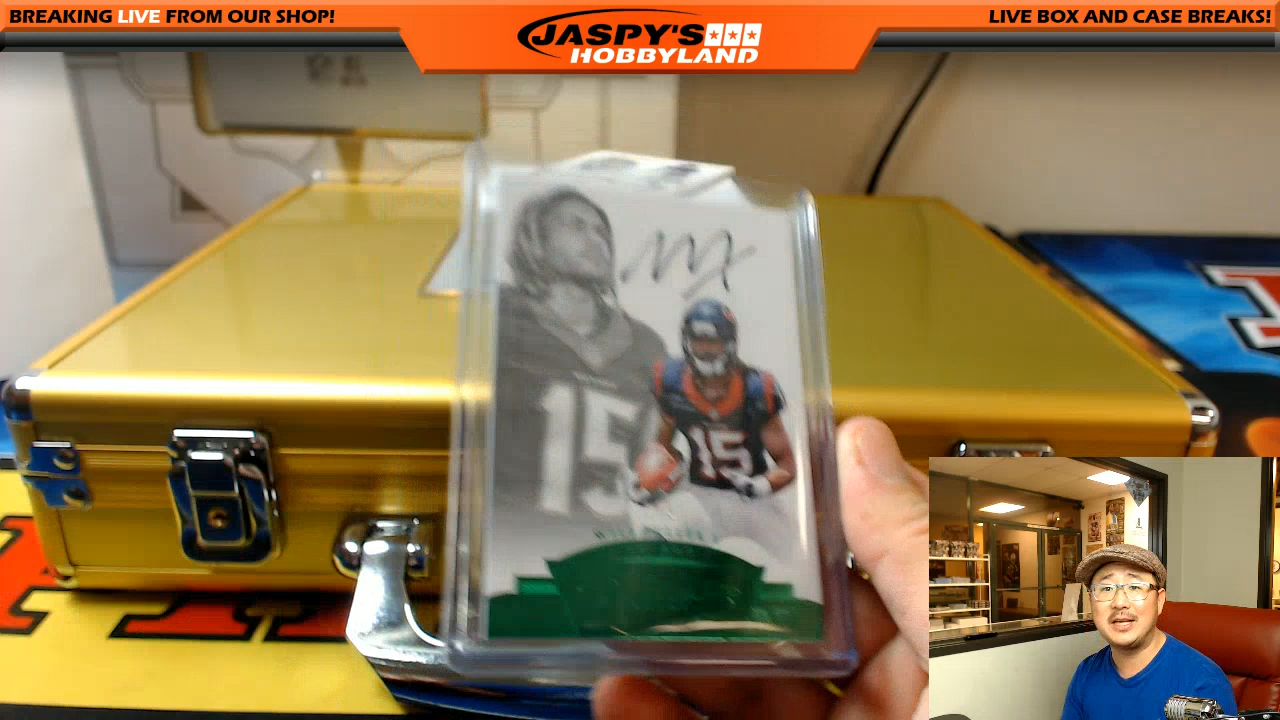 BREAKING LIVE FROM OUR SHOP!
JASPY'S
HOBBYLAND
LIVE BOX AND CASE BREAKS!
15
15